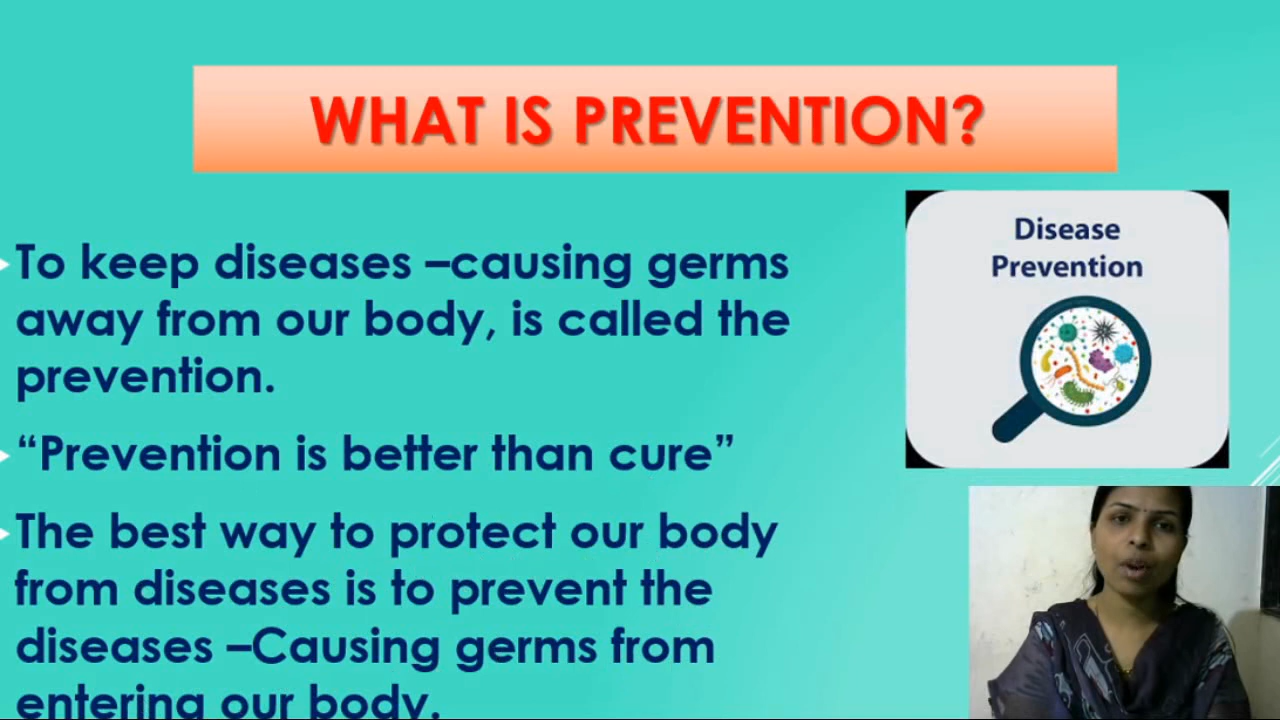 WHAT IS PREVENTION?
To keep diseases –causing germs
away from our body, is called the
prevention.
“Prevention is better than cure”
The best way to protect our body
from diseases is to prevent the
diseases –Causing germs from
entering our body.
Disease
Prevention